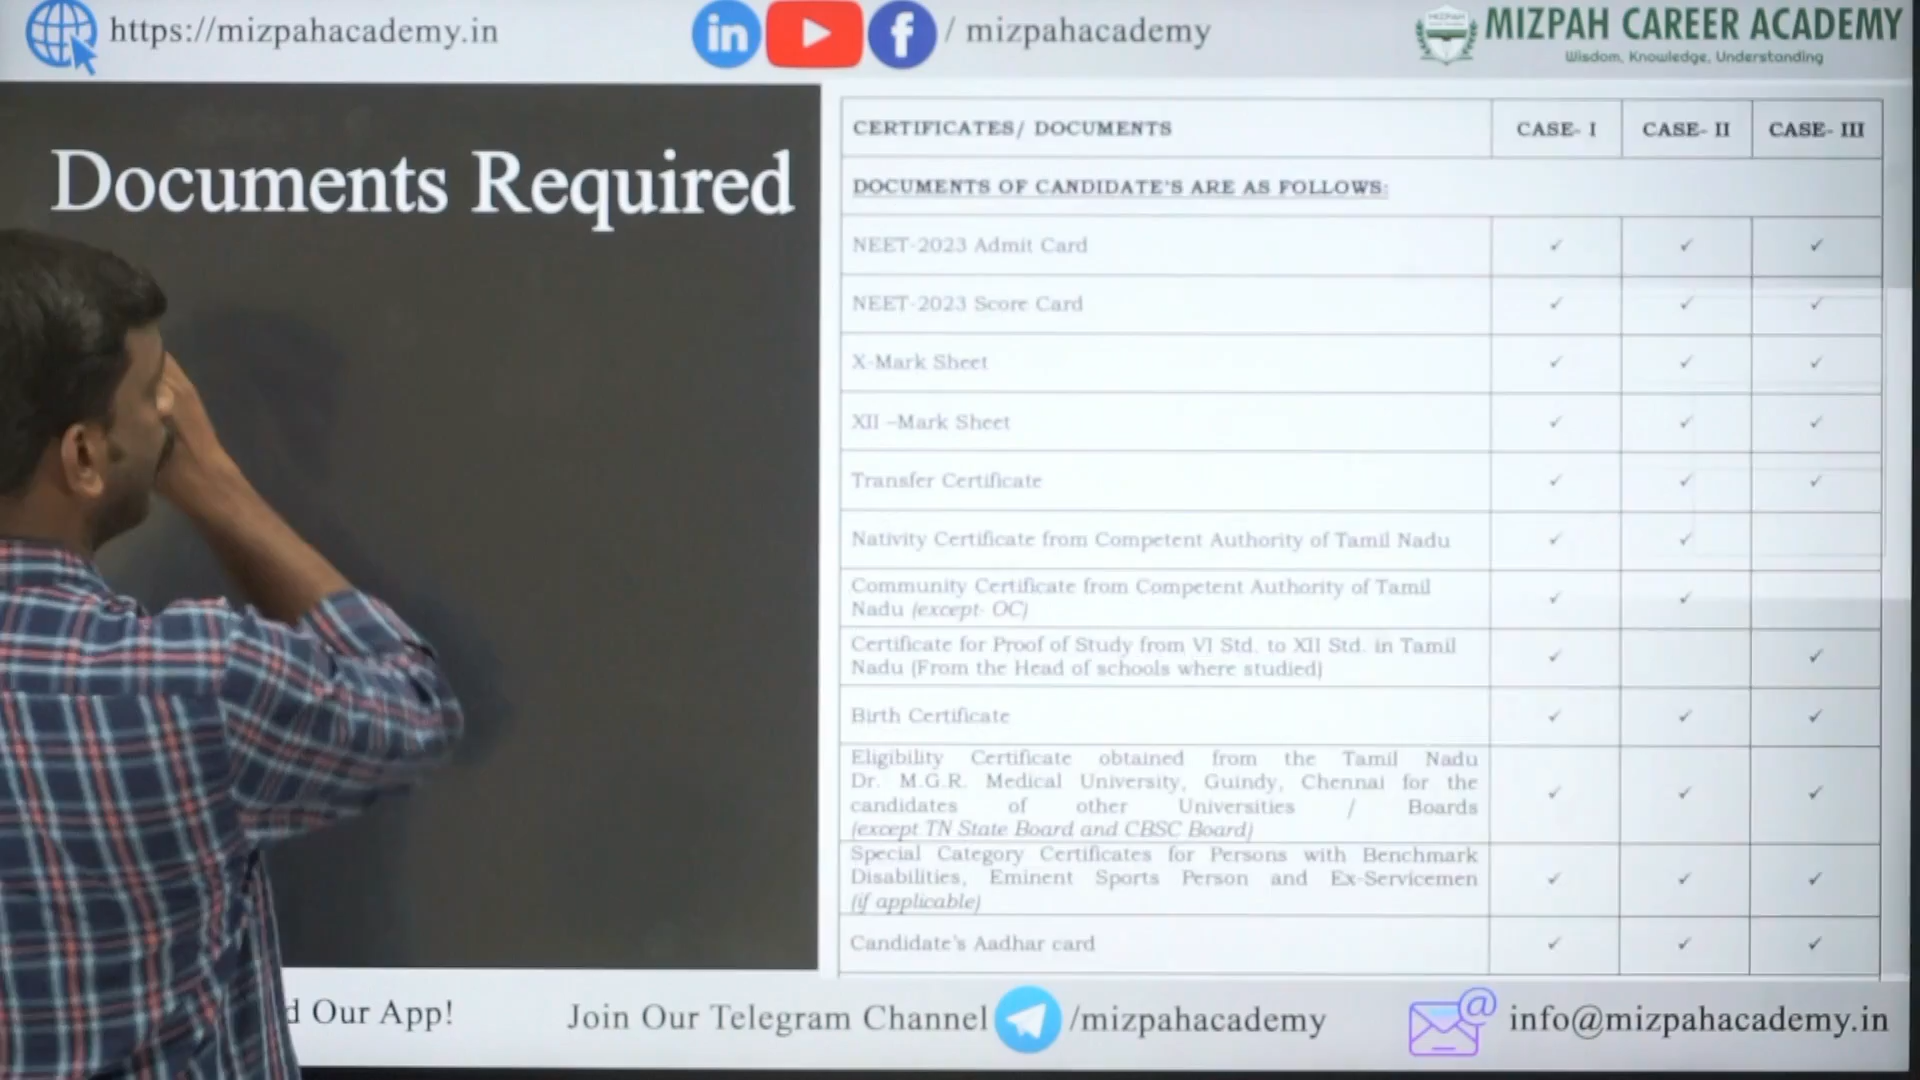 https://mizpahacademy.in
in f / mizpahacademy
MIZPAH CAREER ACADEMY
Wisdom, Knowledge, Understanding
Documents Required
CERTIFICATES/ DOCUMENTS CASE- I CASE- II CASE- III
DOCUMENTS OF CANDIDATE'S ARE AS FOLLOWS:
NEET-2023 Admit Card ✓ ✓ ✓
NEET-2023 Score Card ✓ ✓ ✓
X-Mark Sheet ✓ ✓ ✓
XII –Mark Sheet ✓ ✓ ✓
Transfer Certificate ✓ ✓ ✓
Nativity Certificate from Competent Authority of Tamil Nadu ✓ ✓
Community Certificate from Competent Authority of Tamil
Nadu (except- OC) ✓ ✓
Certificate for Proof of Study from VI Std. to XII Std. in Tamil
Nadu (From the Head of schools where studied) ✓ ✓
Birth Certificate ✓ ✓ ✓
Eligibility Certificate obtained from the Tamil Nadu
Dr. M.G.R. Medical University, Guindy, Chennai for the
candidates of other Universities / Boards
(except TN State Board and CBSC Board) ✓ ✓ ✓
Special Category Certificates for Persons with Benchmark
Disabilities, Eminent Sports Person and Ex-Servicemen
(if applicable) ✓ ✓ ✓
Candidate's Aadhar card ✓ ✓ ✓
d Our App!
Join Our Telegram Channel /mizpahacademy
@ info@mizpahacademy.in